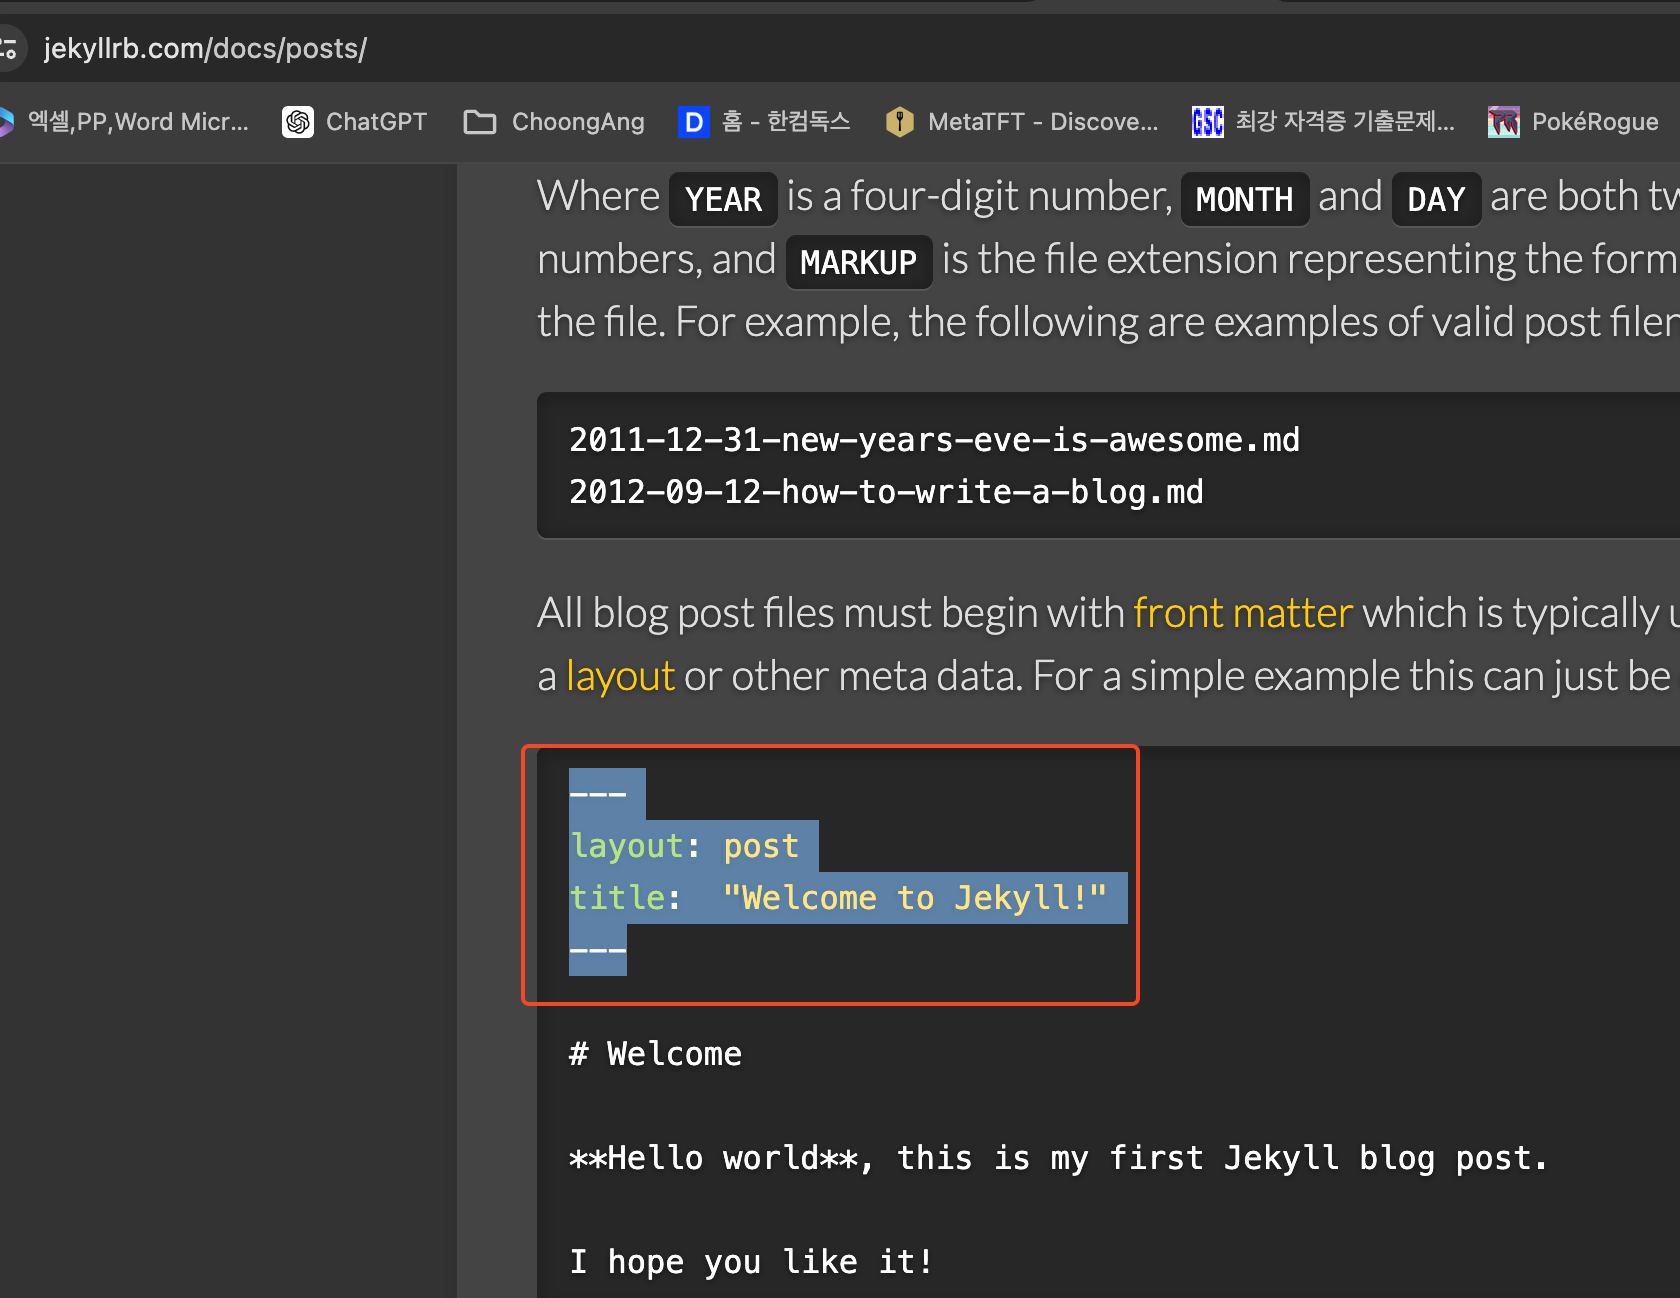 jekyllrb.com/docs/posts/
엑셀,PP,Word Micr... ChatGPT ChoongAng D 홈 - 한컴독스 MetaTFT - Discove... GSC 최강 자격증 기출문제... PR PokéRogue
Where YEAR is a four-digit number, MONTH and DAY are both tw
numbers, and MARKUP is the file extension representing the form
the file. For example, the following are examples of valid post filen
2011-12-31-new-years-eve-is-awesome.md
2012-09-12-how-to-write-a-blog.md
All blog post files must begin with front matter which is typically u
a layout or other meta data. For a simple example this can just be
---
layout: post
title:  "Welcome to Jekyll!"
---
# Welcome
**Hello world**, this is my first Jekyll blog post.
I hope you like it!